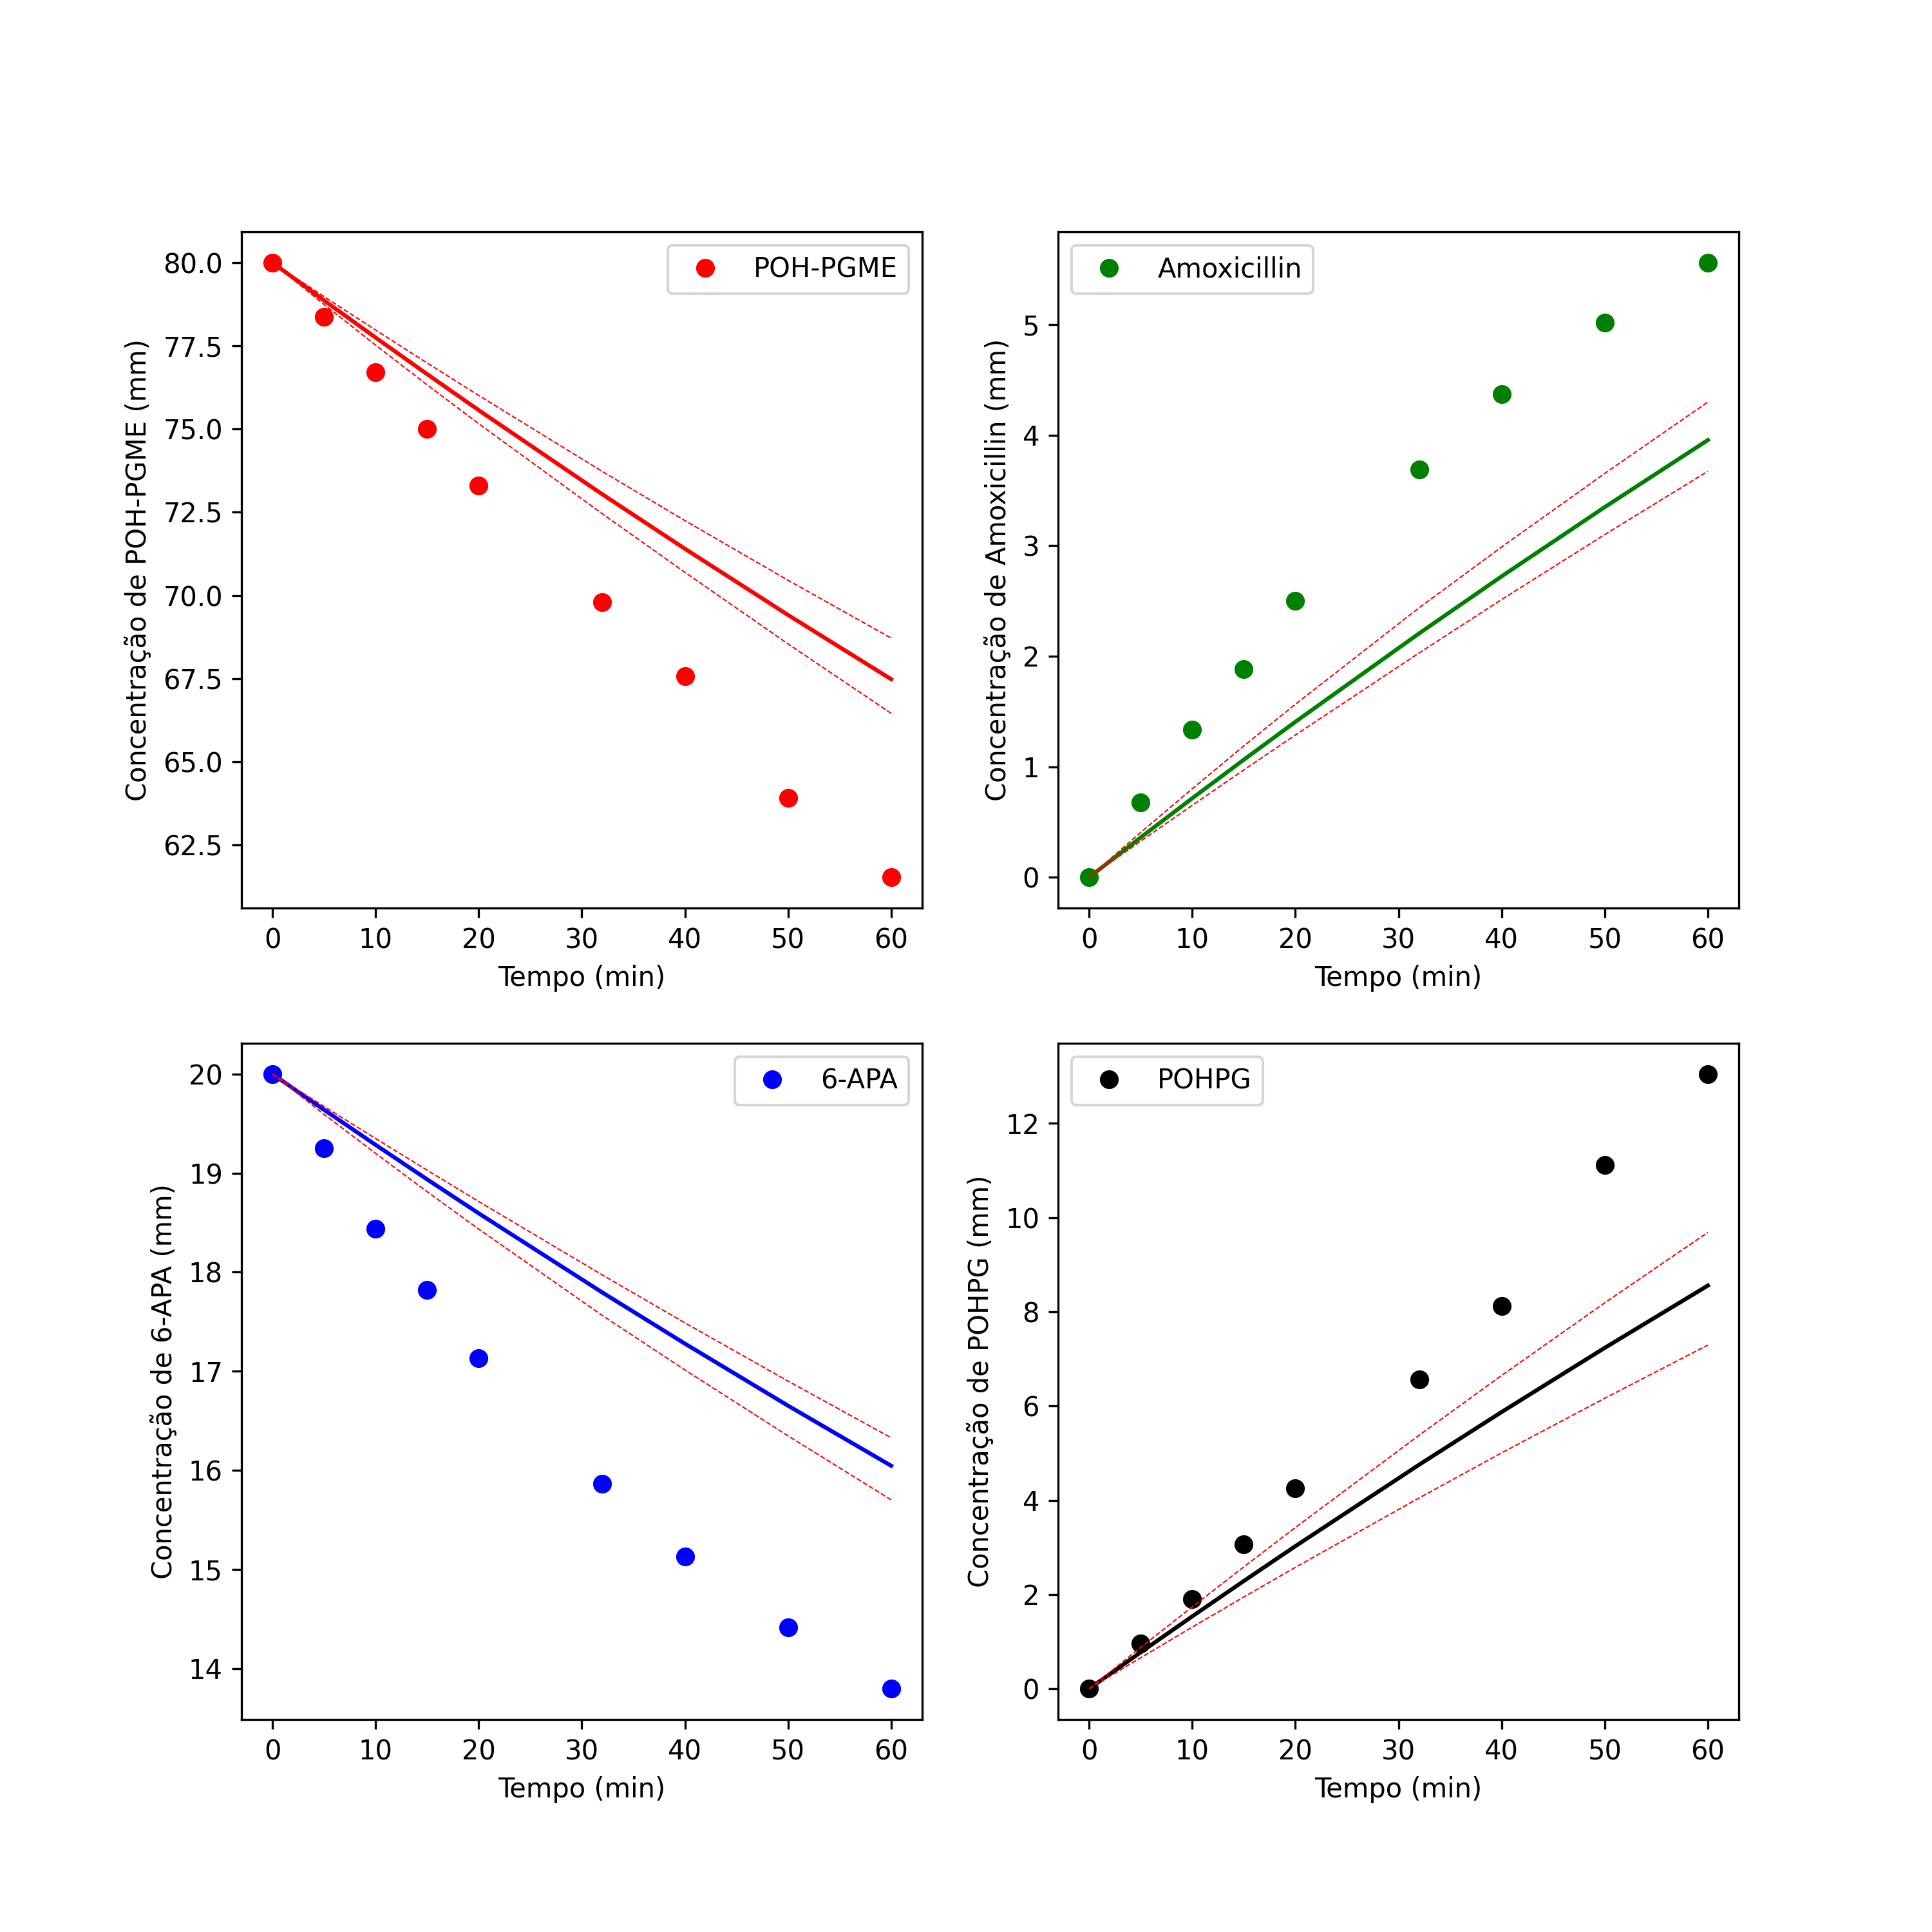 POH-PGME
80.0
77.5
75.0
72.5
70.0
67.5
65.0
62.5
Concentração de POH-PGME (mm)
0 10 20 30 40 50 60
Tempo (min)
Amoxicillin
5
4
3
2
1
0
Concentração de Amoxicillin (mm)
0 10 20 30 40 50 60
Tempo (min)
6-APA
20
19
18
17
16
15
14
Concentração de 6-APA (mm)
0 10 20 30 40 50 60
Tempo (min)
POHPG
12
10
8
6
4
2
0
Concentração de POHPG (mm)
0 10 20 30 40 50 60
Tempo (min)